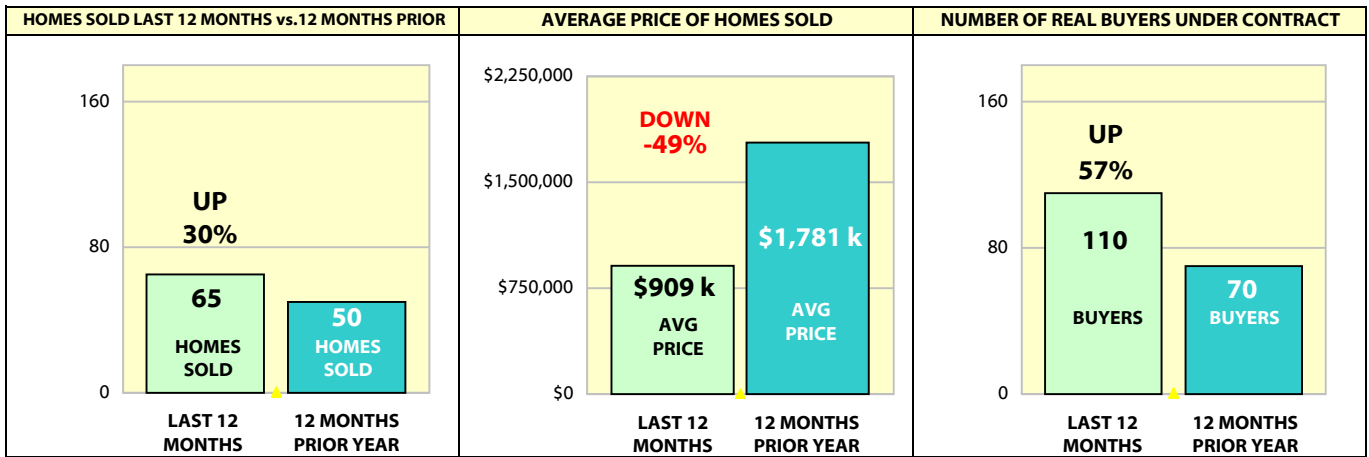 HOMES SOLD LAST 12 MONTHS vs.12 MONTHS PRIOR
160
80
0
UP
30%
65
HOMES
SOLD
50
HOMES
SOLD
LAST 12
MONTHS
12 MONTHS
PRIOR YEAR
AVERAGE PRICE OF HOMES SOLD
$2,250,000
$1,500,000
$750,000
$0
DOWN
-49%
$909 k
AVG
PRICE
$1,781 k
AVG
PRICE
LAST 12
MONTHS
12 MONTHS
PRIOR YEAR
NUMBER OF REAL BUYERS UNDER CONTRACT
160
80
0
UP
57%
110
BUYERS
70
BUYERS
LAST 12
MONTHS
12 MONTHS
PRIOR YEAR